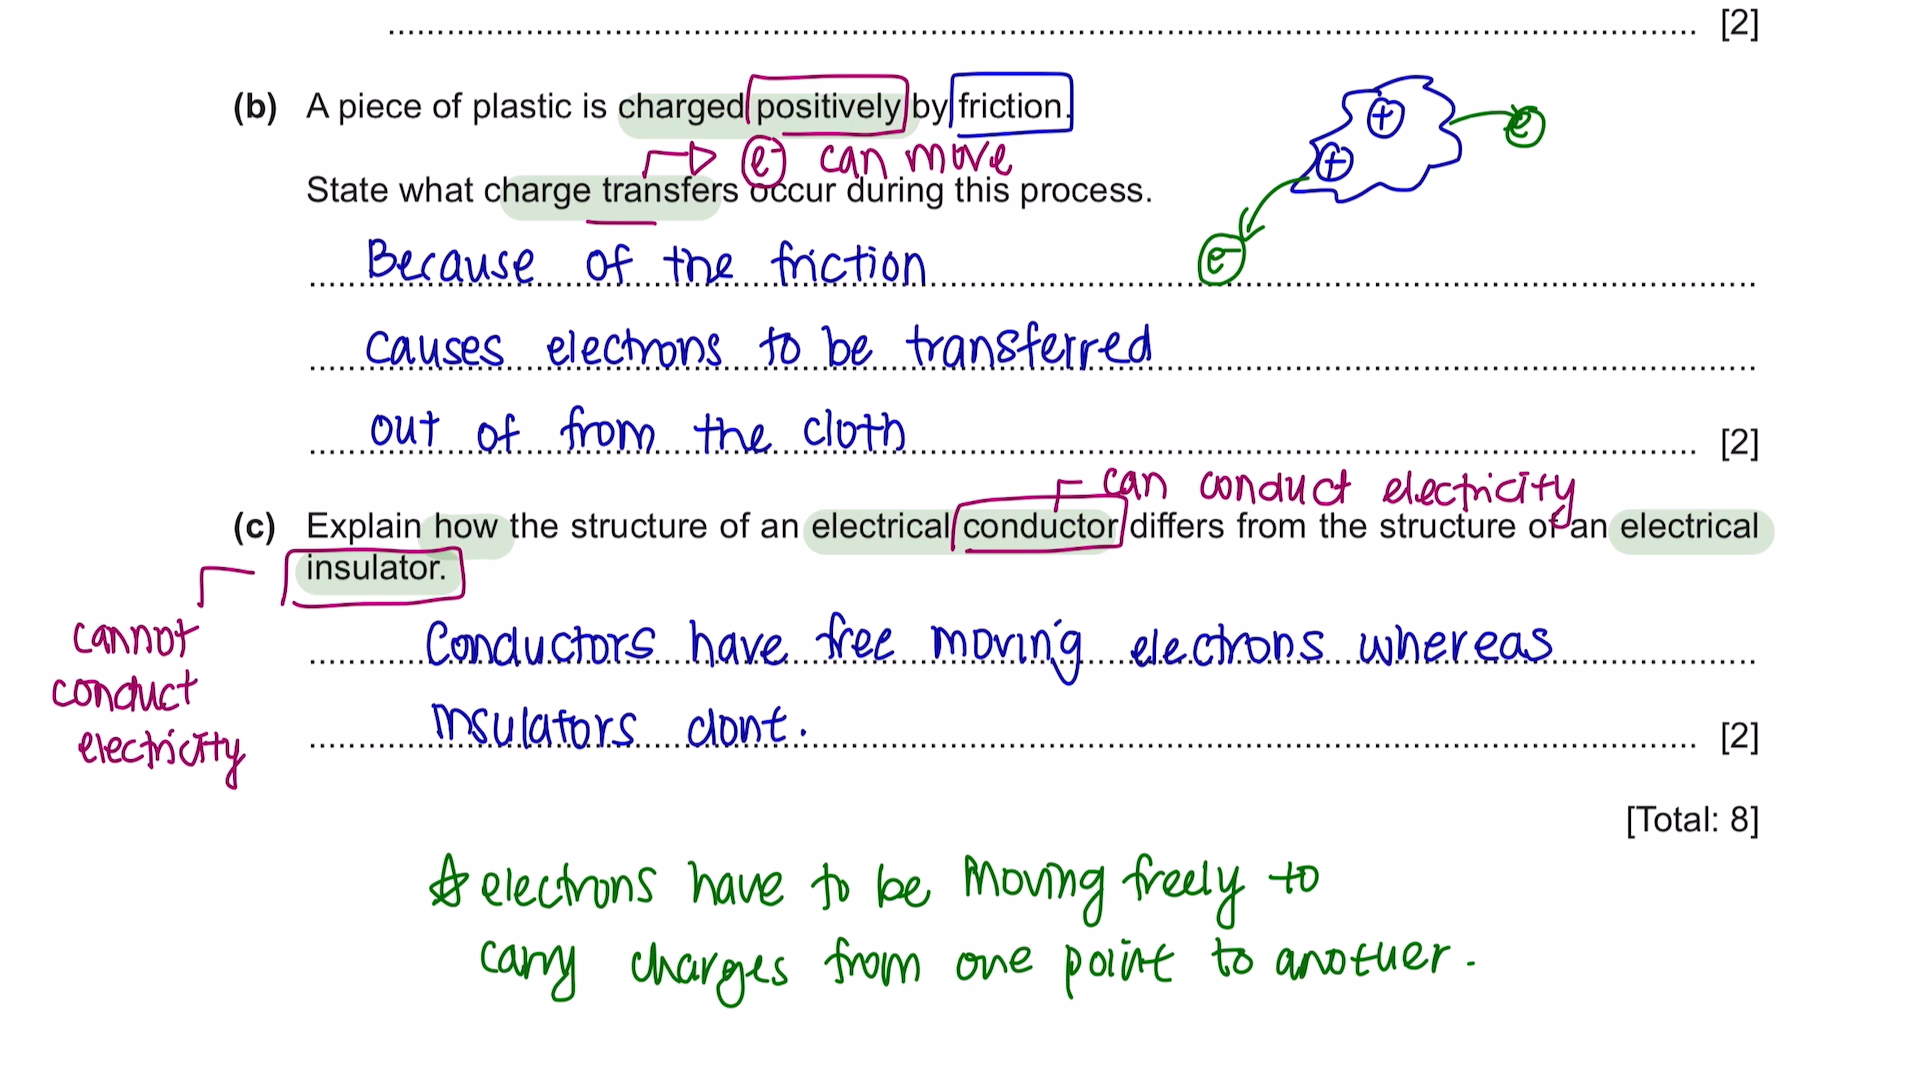 [2]
(b) A piece of plastic is charged positively by friction.
e- can move
State what charge transfers occur during this process.
+
+
e
e-
Because of the friction
causes electrons to be transferred
out of from the cloth [2]
can conduct electricity
(c) Explain how the structure of an electrical conductor differs from the structure of an electrical
insulator.
cannot
conduct
electricity
Conductors have free moving electrons whereas
insulators dont. [2]
[Total: 8]
electrons have to be moving freely to
carry charges from one point to another.